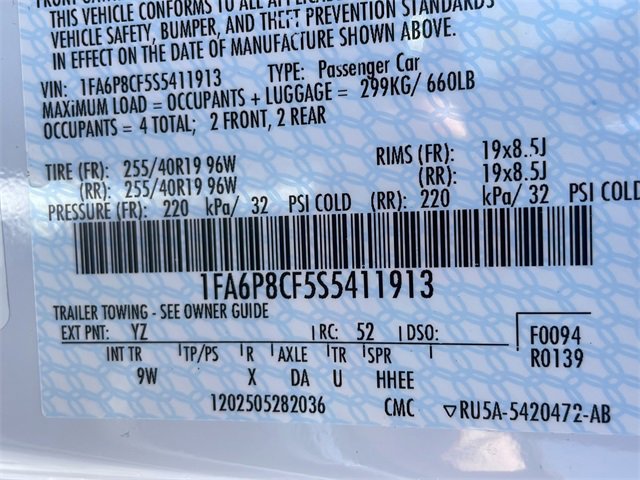 THIS VEHICLE CONFORMS TO ALL
VEHICLE SAFETY, BUMPER, AND THEFT PREVENTION STANDARDS
IN EFFECT ON THE DATE OF MANUFACTURE SHOWN ABOVE.
VIN: 1FA6P8CF5S5411913 TYPE: Passenger Car
MAXIMUM LOAD = OCCUPANTS + LUGGAGE = 299KG/ 660LB
OCCUPANTS = 4 TOTAL; 2 FRONT, 2 REAR
TIRE (FR): 255/40R19 96W RIMS (FR): 19x8.5J
(RR): 255/40R19 96W (RR): 19x8.5J
PRESSURE (FR): 220 kPa/ 32 PSI COLD (RR): 220 kPa/ 32 PSI COLD
1FA6P8CF5S5411913
TRAILER TOWING - SEE OWNER GUIDE
EXT PNT: YZ RC: 52 DSO: F0094
INT TR TP/PS R AXLE TR SPR R0139
9W X DA U HHEE
1202505282036 CMC ▽RU5A-5420472-AB